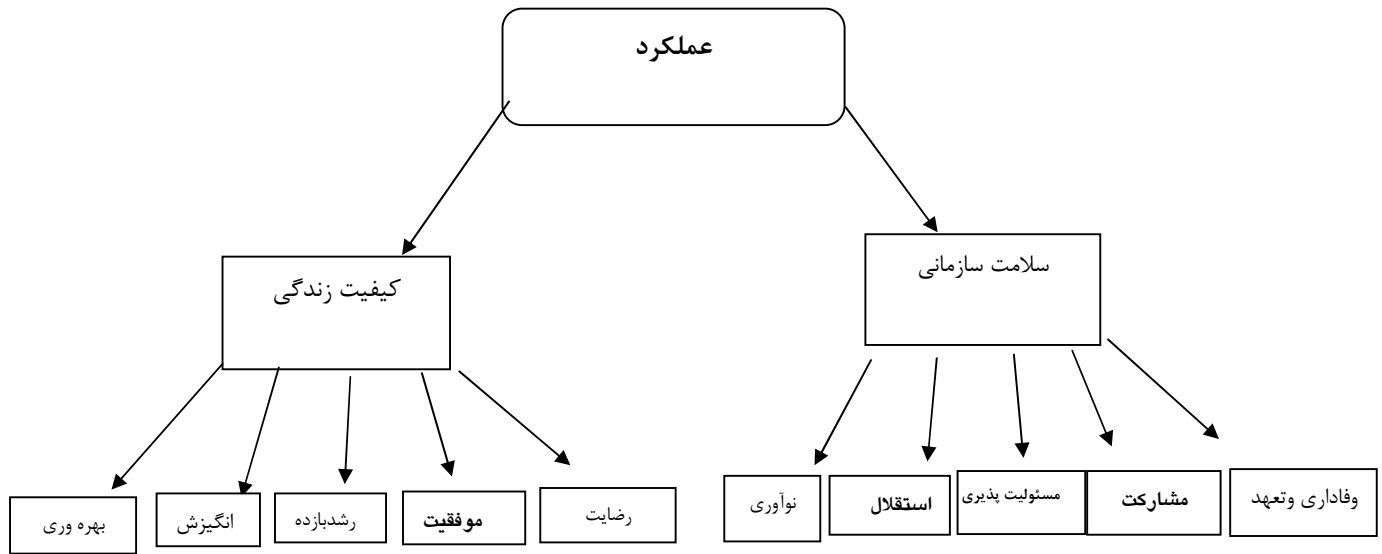 عملکرد
سلامت سازمانی
کیفیت زندگی
وفاداری وتعهد
مشارکت
مسئولیت پذیری
استقلال
نوآوری
رضایت
موفقیت
رشدبازده
انگیزش
بهره وری